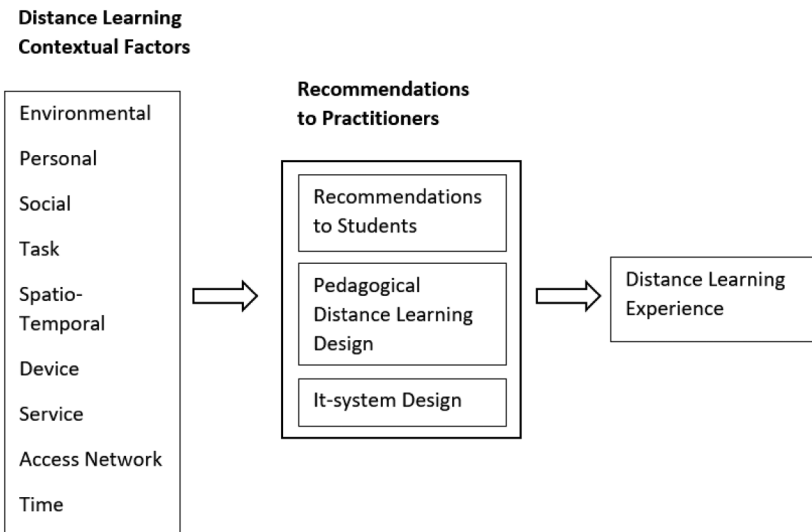 Distance Learning
Contextual Factors
Environmental
Personal
Social
Task
Spatio-
Temporal
Device
Service
Access Network
Time
Recommendations
to Practitioners
Recommendations
to Students
Pedagogical
Distance Learning
Design
It-system Design
Distance Learning
Experience